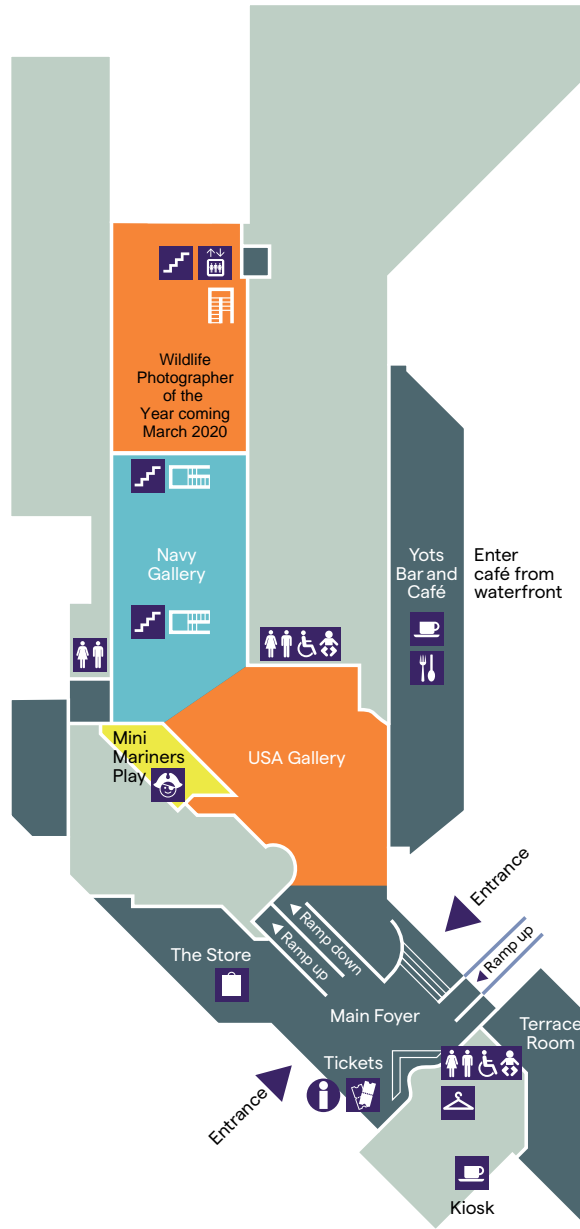 Wildlife
Photographer
of the
Year coming
March 2020
Navy
Gallery
Yots
Bar and
Café
Enter
café from
waterfront
Mini
Mariners
Play
USA Gallery
Entrance
Ramp down
Ramp up
Ramp up
The Store
Main Foyer
Terrace
Room
Tickets
Entrance
Kiosk